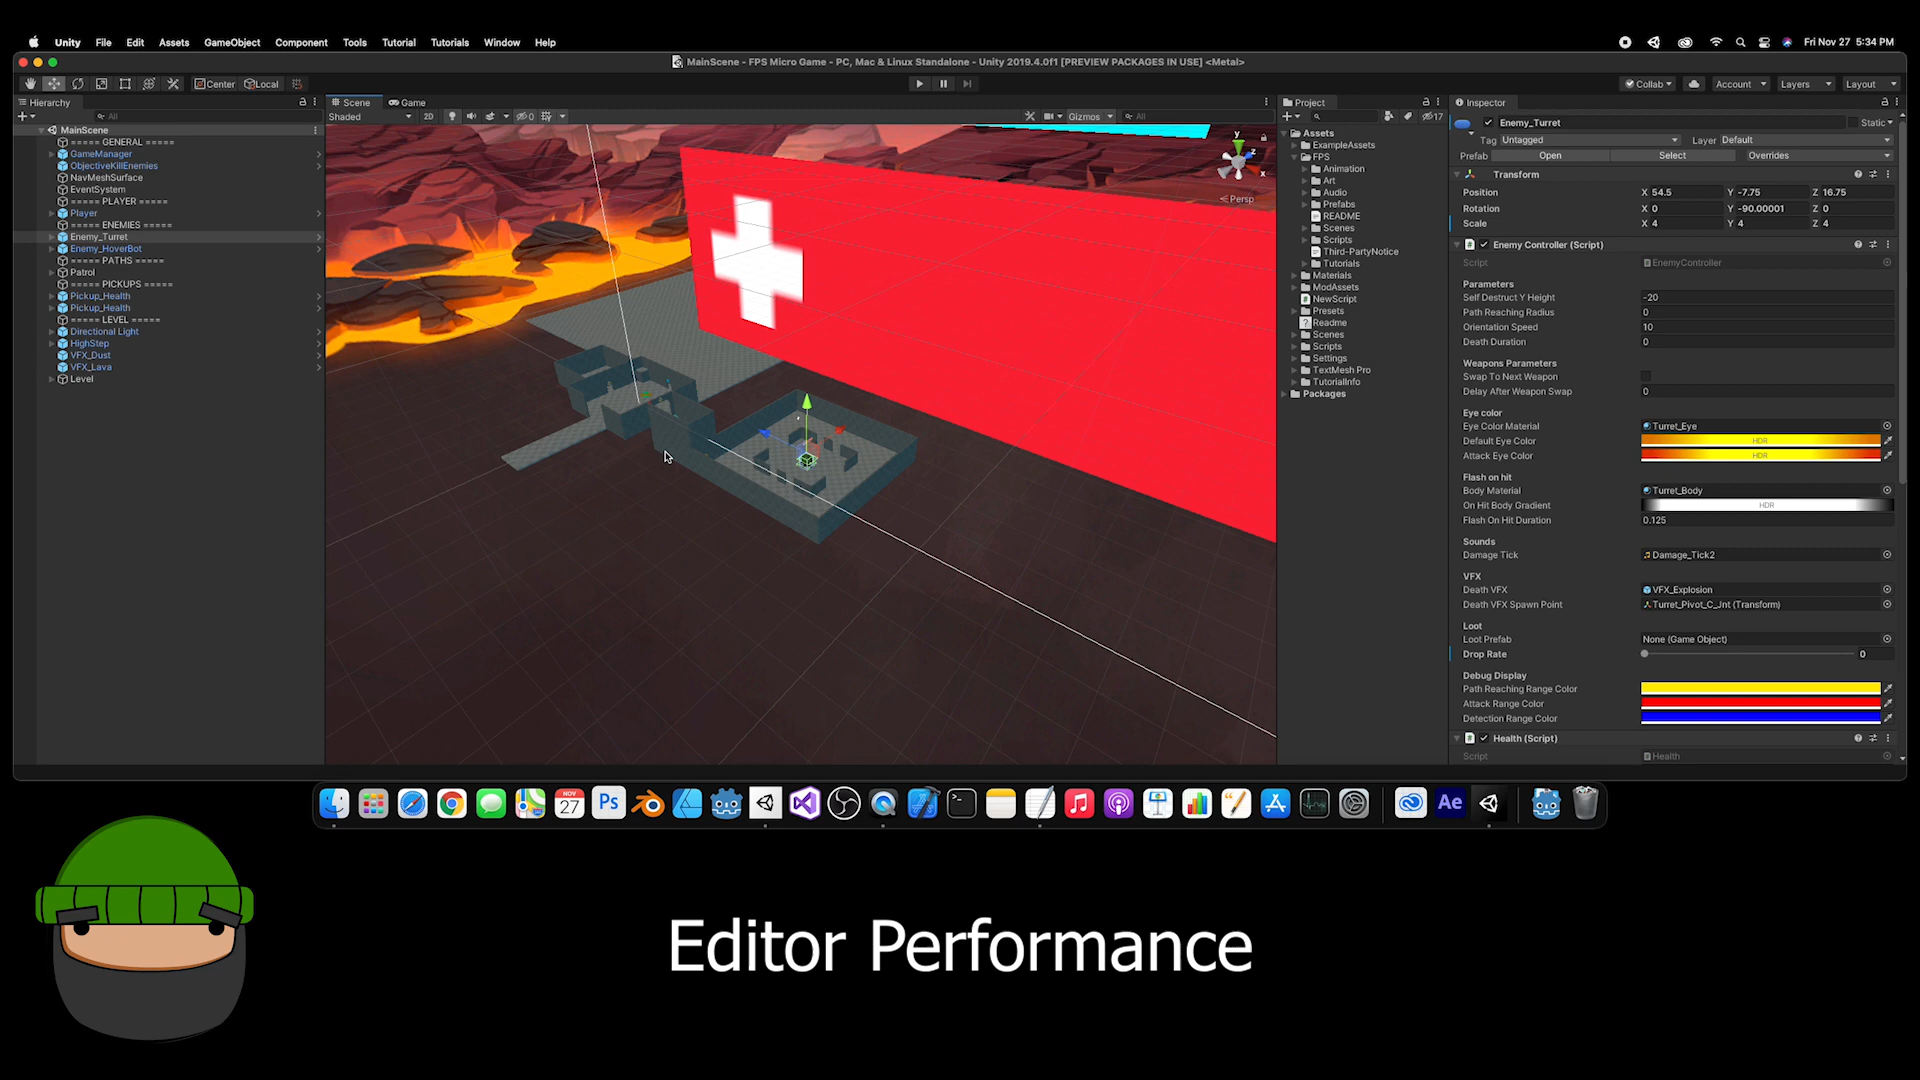 Unity File Edit Assets GameObject Component Tools Tutorial Tutorials Window Help Fri Nov 27 5:34 PM
MainScene - FPS Micro Game - PC, Mac & Linux Standalone - Unity 2019.4.0f1 [PREVIEW PACKAGES IN USE] <Metal>
Center Local Collab Account Layers Layout
Hierarchy
All
MainScene
===== GENERAL =====
GameManager
ObjectiveKillEnemies
NavMeshSurface
EventSystem
===== PLAYER =====
Player
===== ENEMIES =====
Enemy_Turret
Enemy_HoverBot
===== PATHS =====
Patrol
===== PICKUPS =====
Pickup_Health
Pickup_Health
===== LEVEL =====
Directional Light
HighStep
VFX_Dust
VFX_Lava
Level
Scene Game
Shaded 2D 0 Gizmos All
y
z
x
Persp
Project
17
Assets
ExampleAssets
FPS
Animation
Art
Audio
Prefabs
README
Scenes
Scripts
Third-PartyNotice
Tutorials
Materials
ModAssets
NewScript
Presets
Readme
Scenes
Scripts
Settings
TextMesh Pro
TutorialInfo
Packages
Inspector
Enemy_Turret Static
Tag Untagged Layer Default
Prefab Open Select Overrides
Transform
Position X 54.5 Y -7.75 Z 16.75
Rotation X 0 Y -90.00001 Z 0
Scale X 4 Y 4 Z 4
Enemy Controller (Script)
Script EnemyController
Parameters
Self Destruct Y Height -20
Path Reaching Radius 0
Orientation Speed 10
Death Duration 0
Weapons Parameters
Swap To Next Weapon
Delay After Weapon Swap 0
Eye color
Eye Color Material Turret_Eye
Default Eye Color HDR
Attack Eye Color HDR
Flash on hit
Body Material Turret_Body
On Hit Body Gradient HDR
Flash On Hit Duration 0.125
Sounds
Damage Tick Damage_Tick2
VFX
Death VFX VFX_Explosion
Death VFX Spawn Point Turret_Pivot_C_Jnt (Transform)
Loot
Loot Prefab None (Game Object)
Drop Rate 0
Debug Display
Path Reaching Range Color
Attack Range Color
Detection Range Color
Health (Script)
Script Health
NOV
27
Ps
Ae
Editor Performance